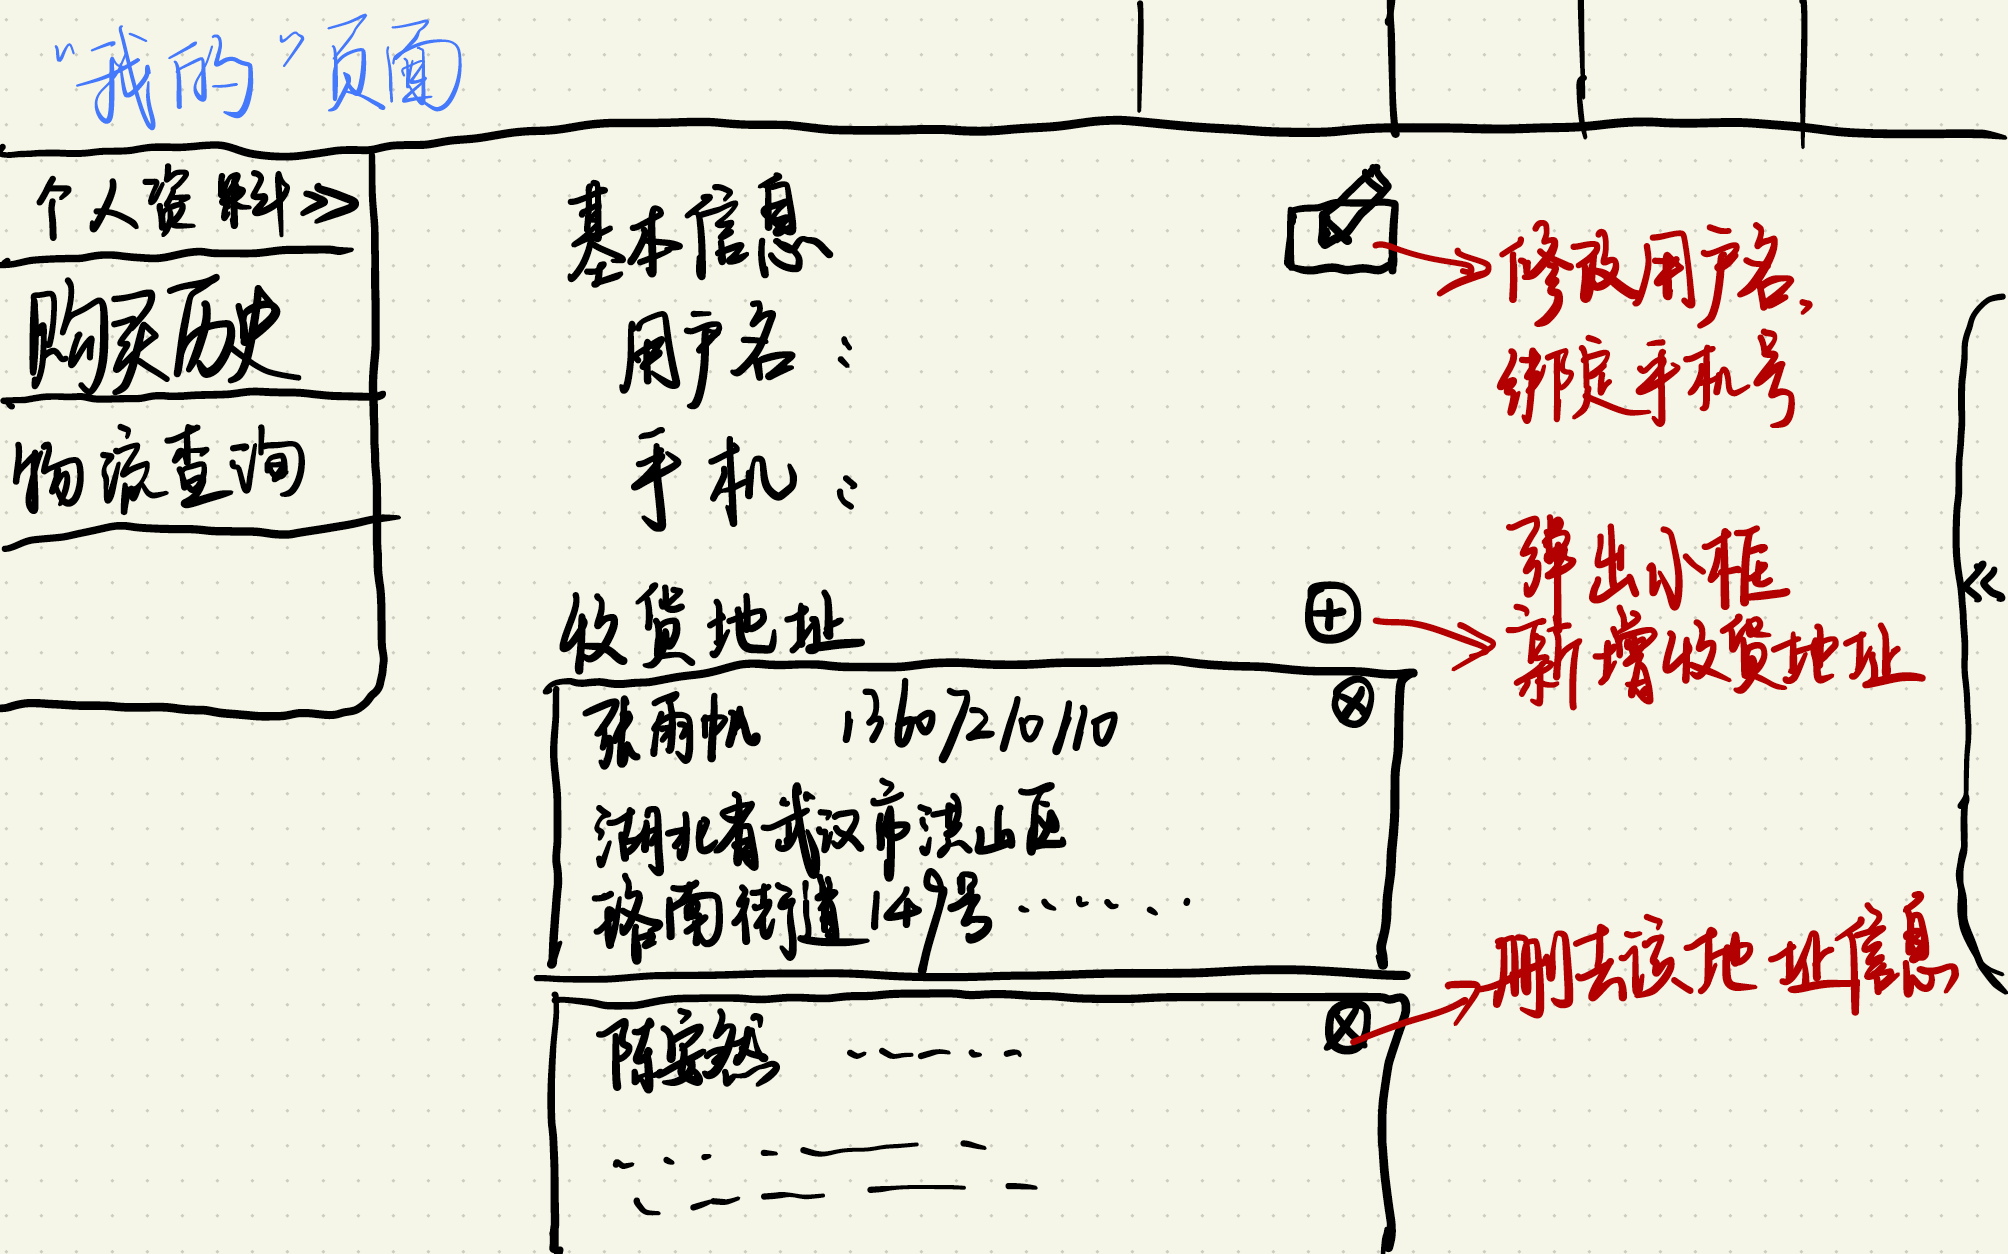 “我的”页面
个人资料 >>
购买历史
物流查询
基本信息
用户名：
手机：
修改用户名，
绑定手机号
收货地址
弹出小框
新增收货地址
张雨帆 13607210110
湖北省武汉市洪山区
珞南街道149号……
陈安然
删去该地址信息
<<